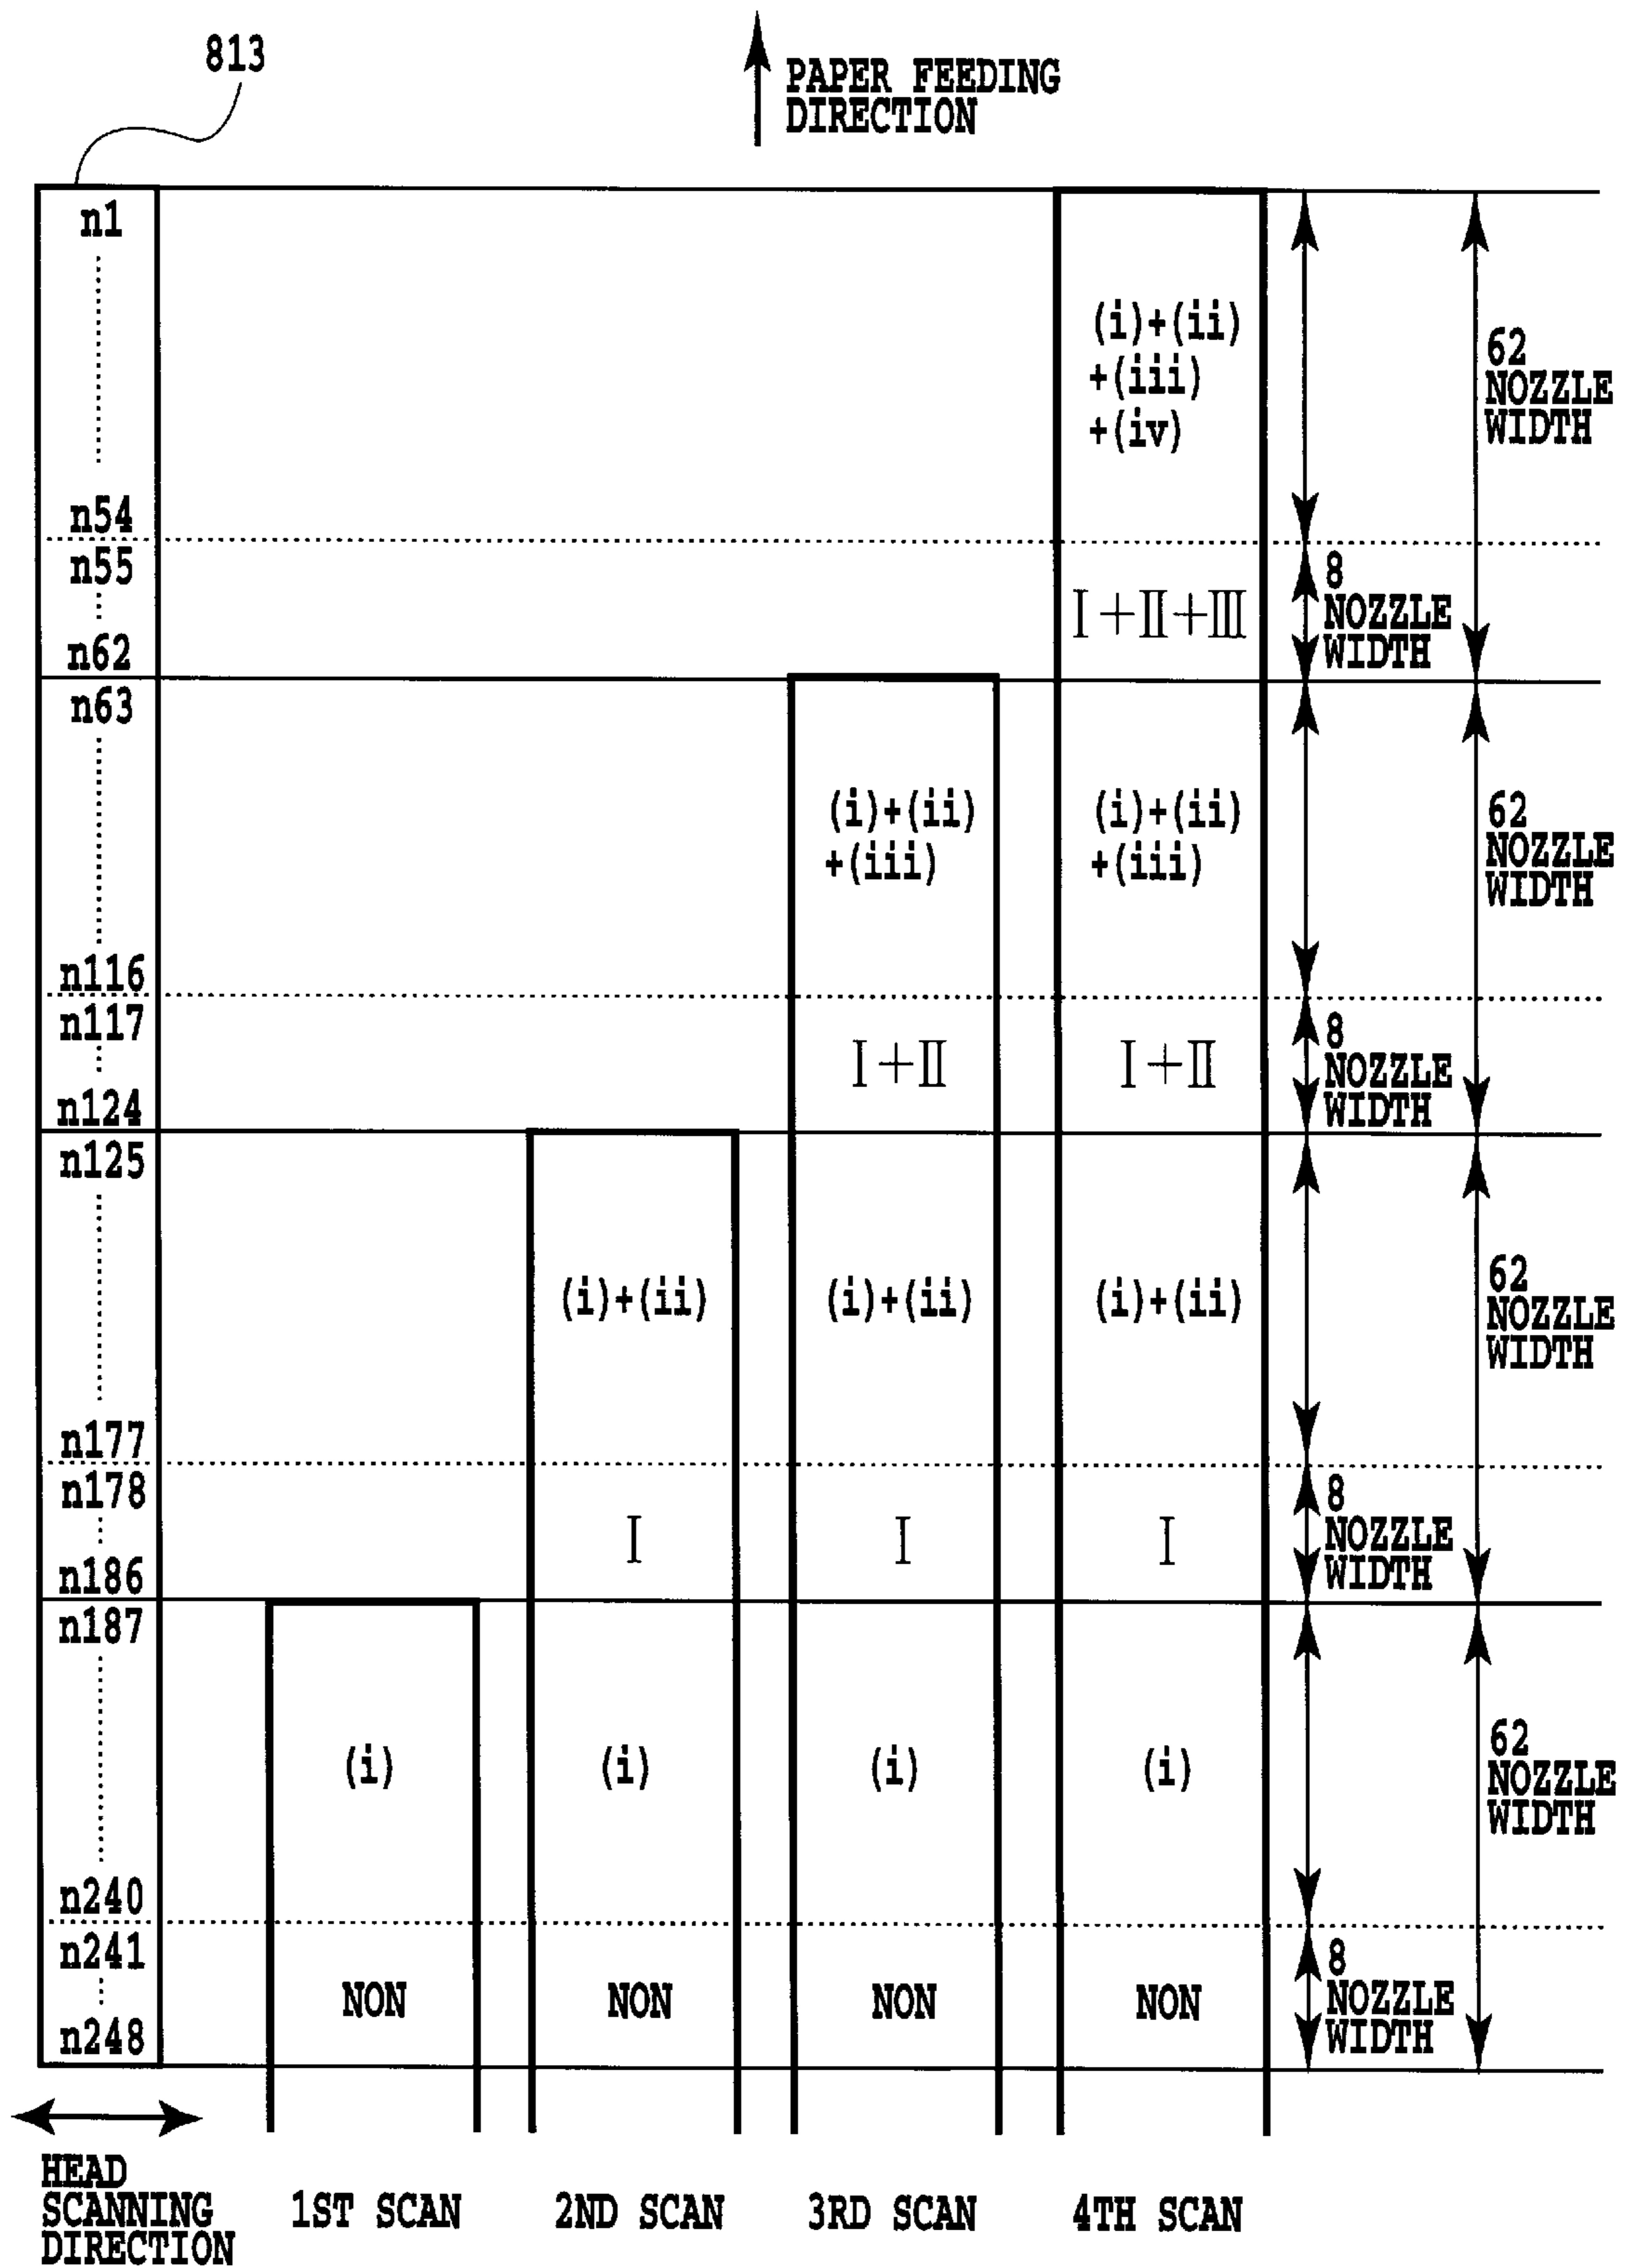 813
PAPER FEEDING
DIRECTION
n1
(i)+(ii)
+(iii)
+(iv)
62
NOZZLE
WIDTH
n54
n55
8
NOZZLE
WIDTH
I+II+III
n62
n63
(i)+(ii)
+(iii)
(i)+(ii)
+(iii)
62
NOZZLE
WIDTH
n116
n117
I+II
I+II
8
NOZZLE
WIDTH
n124
n125
(i)+(ii)
(i)+(ii)
(i)+(ii)
62
NOZZLE
WIDTH
n177
n178
I
I
I
8
NOZZLE
WIDTH
n186
n187
(i)
(i)
(i)
(i)
62
NOZZLE
WIDTH
n240
n241
NON
NON
NON
NON
8
NOZZLE
WIDTH
n248
HEAD
SCANNING
DIRECTION
1ST SCAN
2ND SCAN
3RD SCAN
4TH SCAN